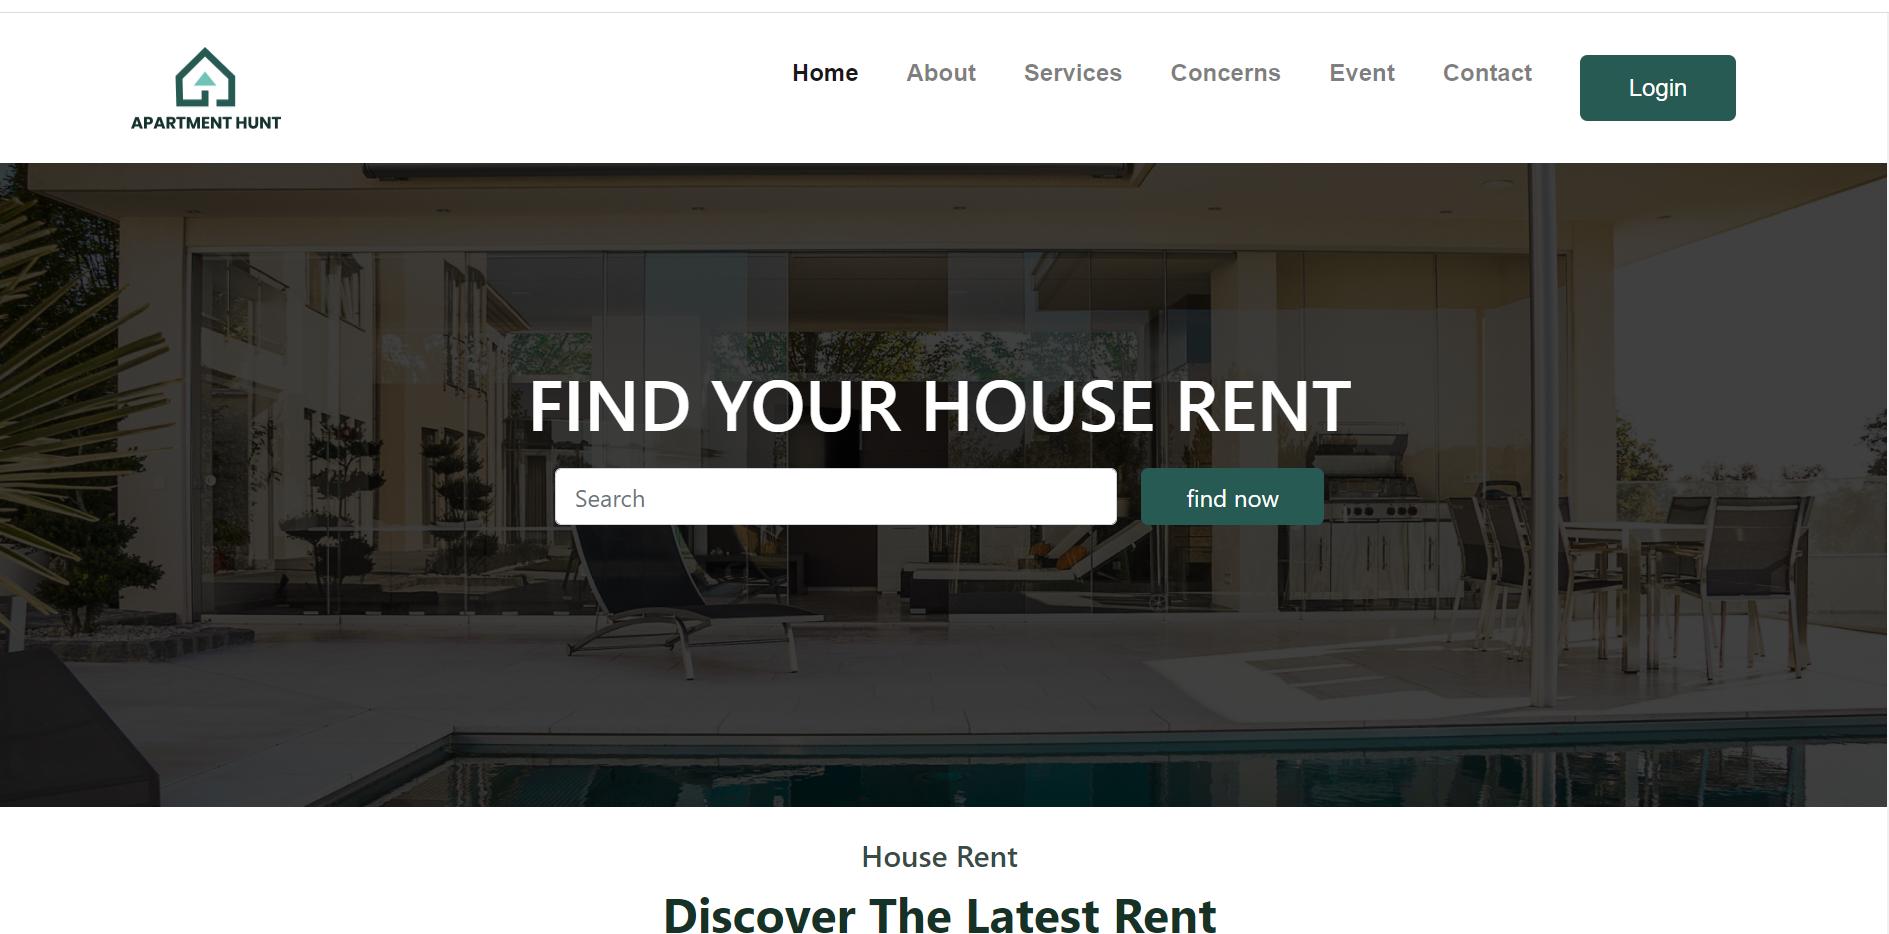 APARTMENT HUNT
Home About Services Concerns Event Contact Login
FIND YOUR HOUSE RENT
Search find now
House Rent
Discover The Latest Rent